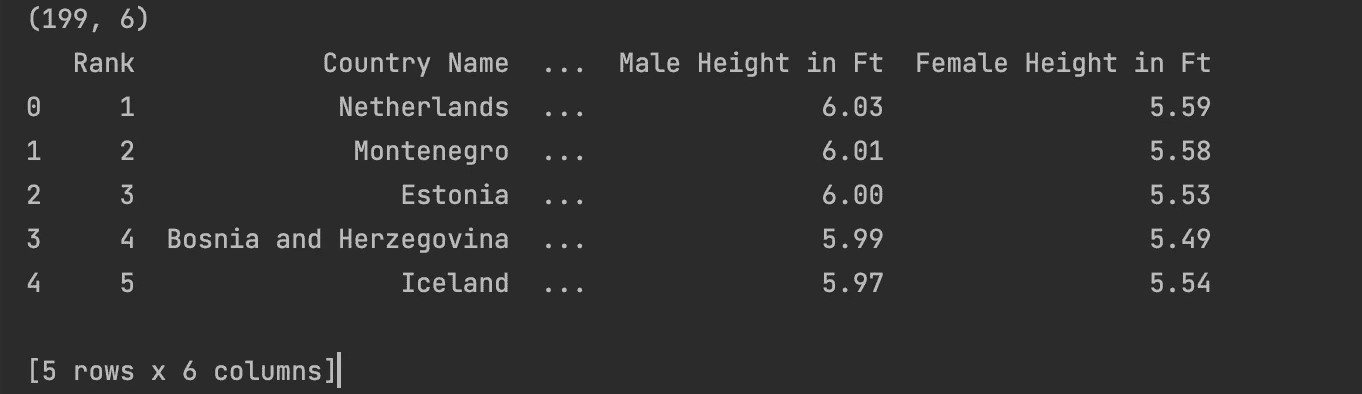 (199, 6)
Rank Country Name ... Male Height in Ft Female Height in Ft
0 1 Netherlands ... 6.03 5.59
1 2 Montenegro ... 6.01 5.58
2 3 Estonia ... 6.00 5.53
3 4 Bosnia and Herzegovina ... 5.99 5.49
4 5 Iceland ... 5.97 5.54
[5 rows x 6 columns]